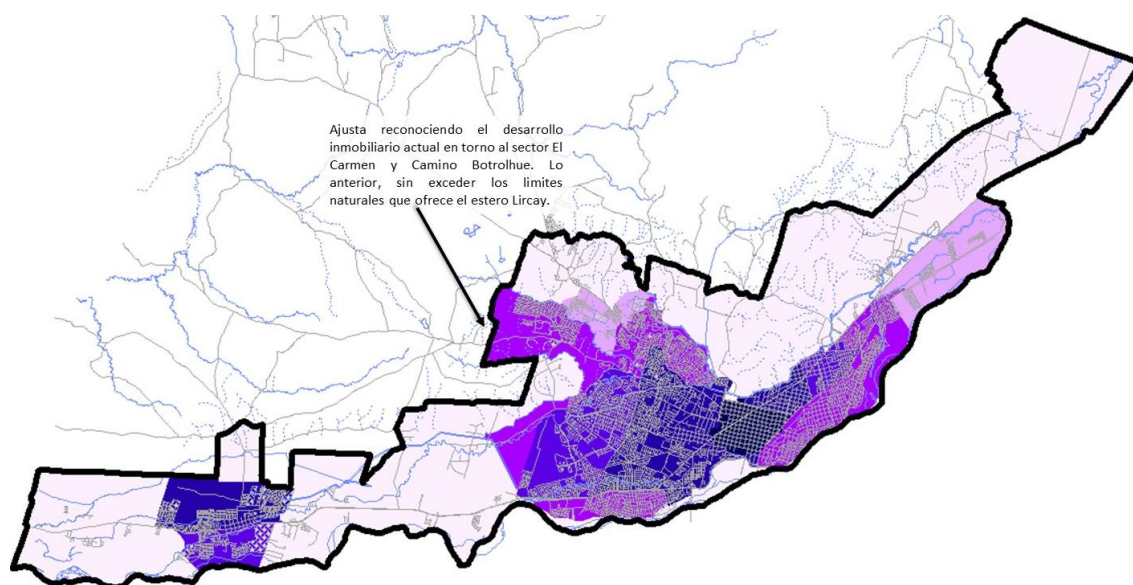 Ajusta reconociendo el desarrollo
inmobiliario actual en torno al sector El
Carmen y Camino Botrolhue. Lo
anterior, sin exceder los limites
naturales que ofrece el estero Lircay.